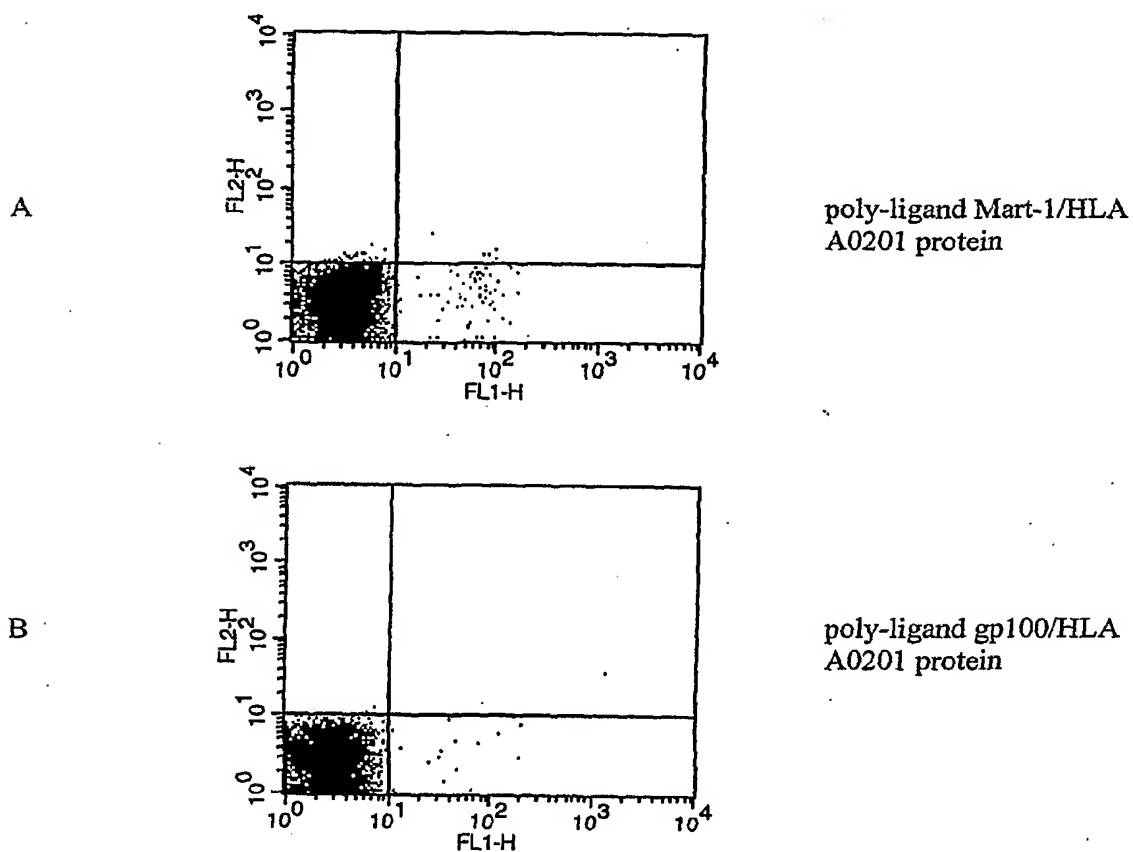 A
10^4
10^3
10^2
10^1
10^0
FL2-H
10^0 10^1 10^2 10^3 10^4
FL1-H
poly-ligand Mart-1/HLA
A0201 protein
B
10^4
10^3
10^2
10^1
10^0
FL2-H
10^0 10^1 10^2 10^3 10^4
FL1-H
poly-ligand gp100/HLA
A0201 protein